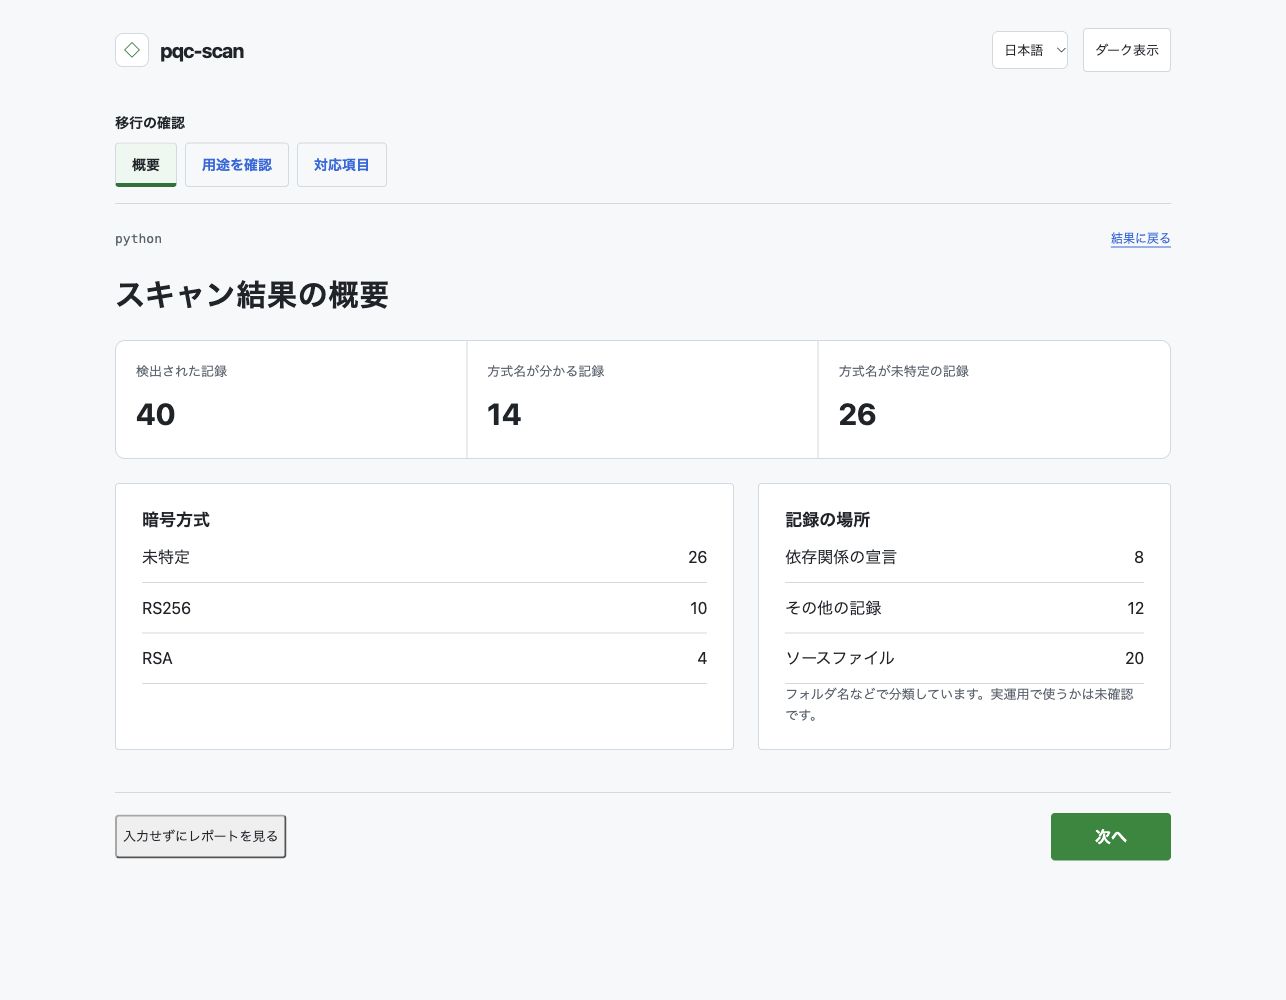 pqc-scan
日本語
ダーク表示
移行の確認
概要
用途を確認
対応項目
python
結果に戻る
スキャン結果の概要
検出された記録
40
方式名が分かる記録
14
方式名が未特定の記録
26
暗号方式
未特定 26
RS256 10
RSA 4
記録の場所
依存関係の宣言 8
その他の記録 12
ソースファイル 20
フォルダ名などで分類しています。実運用で使うかは未確認
です。
入力せずにレポートを見る
次へ